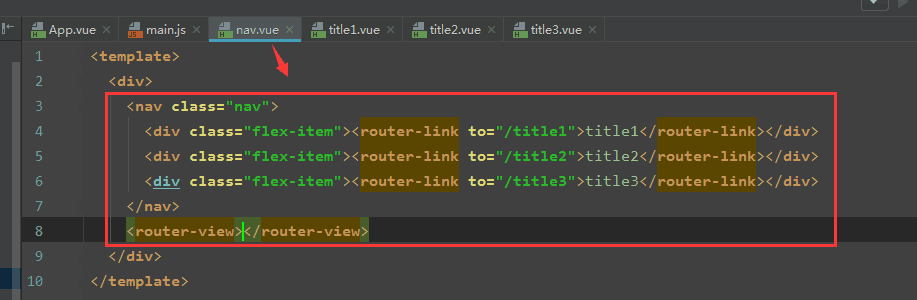 App.vue main.js nav.vue title1.vue title2.vue title3.vue
1 <template>
2 <div>
3 <nav class="nav">
4 <div class="flex-item"><router-link to="/title1">title1</router-link></div>
5 <div class="flex-item"><router-link to="/title2">title2</router-link></div>
6 <div class="flex-item"><router-link to="/title3">title3</router-link></div>
7 </nav>
8 <router-view></router-view>
9 </div>
10 </template>